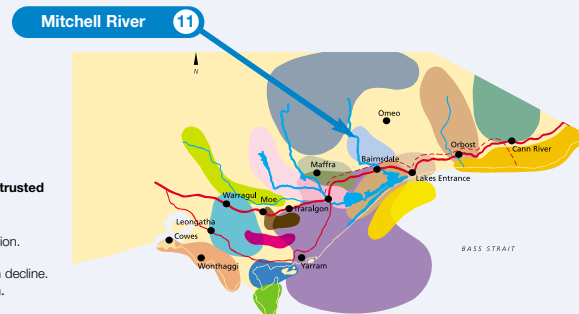 Mitchell River 11
N
Omeo
Orbost
Cann River
Maffra
Bairnsdale
Lakes Entrance
trusted
Warragul
Moe
Traralgon
Leongatha
ion.
Cowes
BASS STRAIT
decline.
Wonthaggi
Yarram